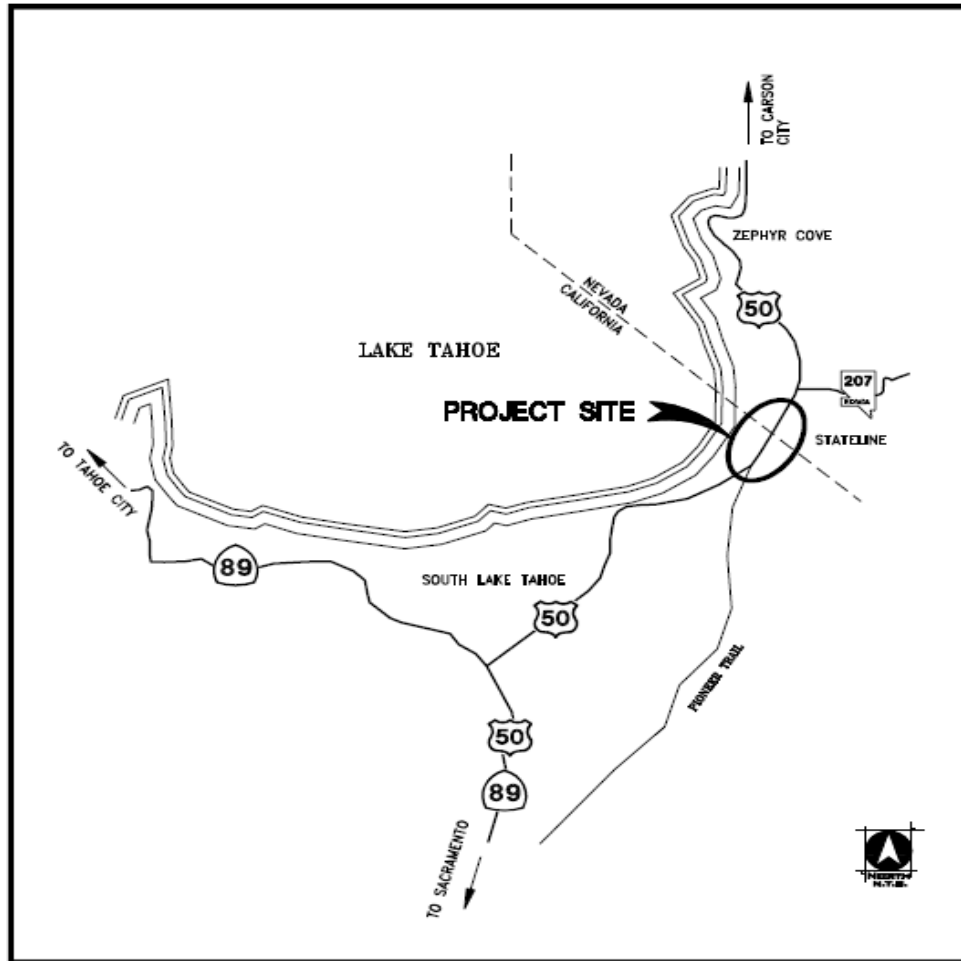 TO CARSON
CITY
ZEPHYR COVE
NEVADA
CALIFORNIA
50
LAKE TAHOE
207
NEVADA
PROJECT SITE
STATELINE
TO TAHOE CITY
89
SOUTH LAKE TAHOE
50
PIONEER TRAIL
50
89
TO SACRAMENTO
NORTH
N.T.S.